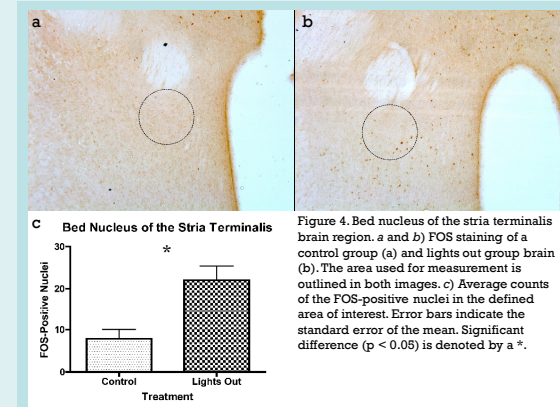 a
b
c
Bed Nucleus of the Stria Terminalis
*
FOS-Positive Nuclei
30
20
10
0
Control
Lights Out
Treatment
Figure 4. Bed nucleus of the stria terminalis
brain region. a and b) FOS staining of a
control group (a) and lights out group brain
(b). The area used for measurement is
outlined in both images. c) Average counts
of the FOS-positive nuclei in the defined
area of interest. Error bars indicate the
standard error of the mean. Significant
difference (p < 0.05) is denoted by a *.